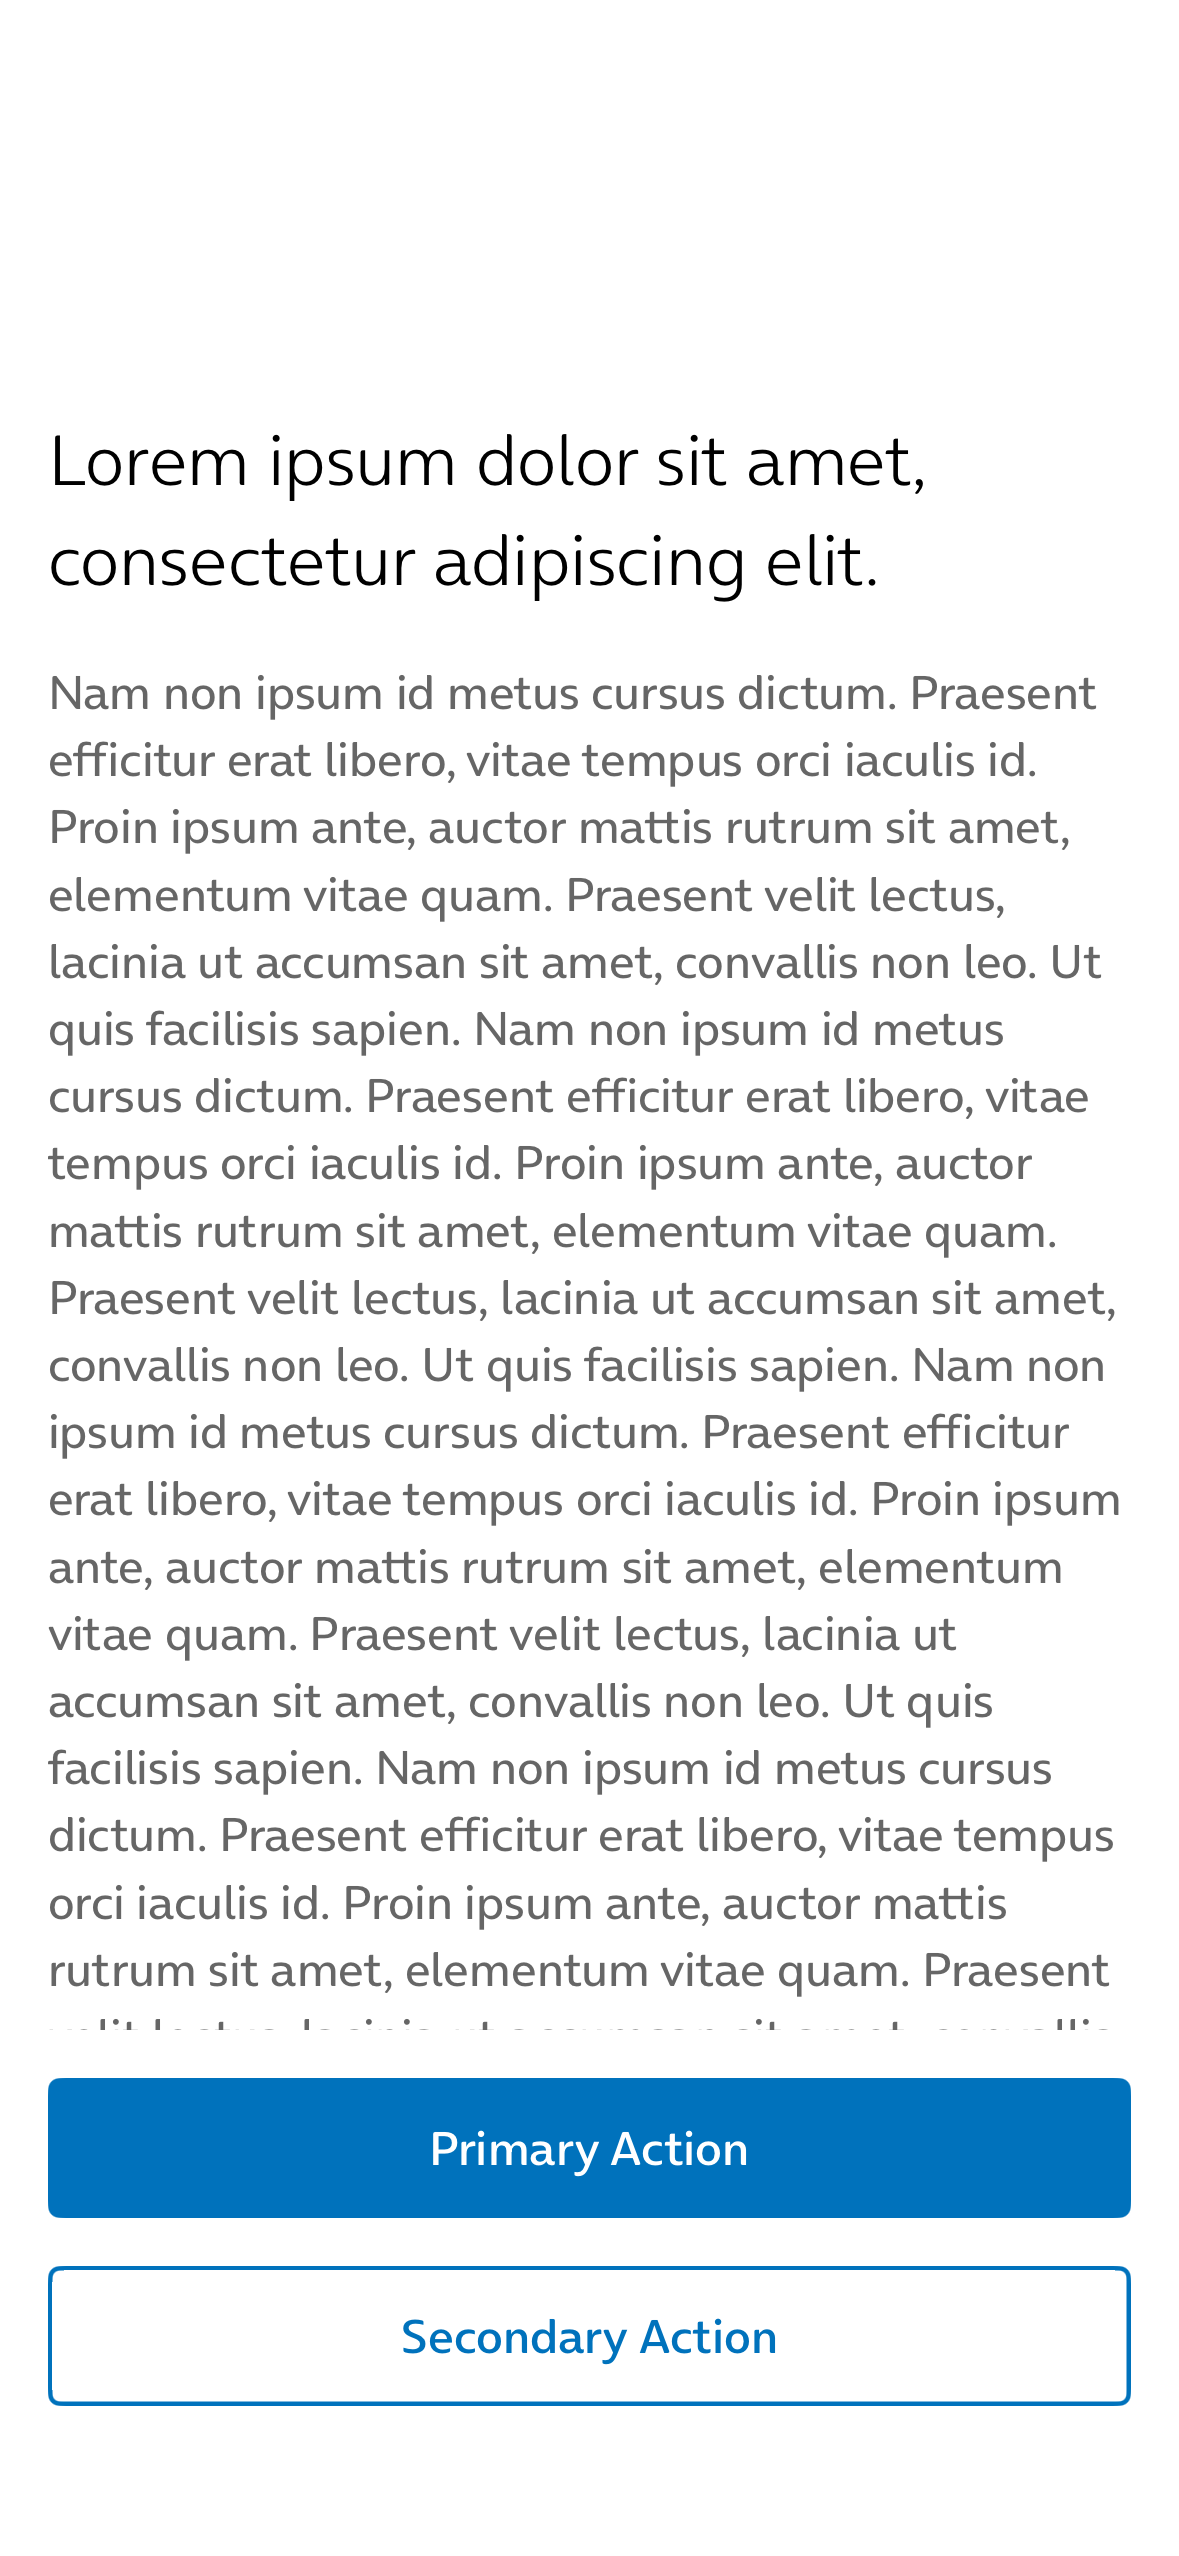 Lorem ipsum dolor sit amet,
consectetur adipiscing elit.
Nam non ipsum id metus cursus dictum. Praesent
efficitur erat libero, vitae tempus orci iaculis id.
Proin ipsum ante, auctor mattis rutrum sit amet,
elementum vitae quam. Praesent velit lectus,
lacinia ut accumsan sit amet, convallis non leo. Ut
quis facilisis sapien. Nam non ipsum id metus
cursus dictum. Praesent efficitur erat libero, vitae
tempus orci iaculis id. Proin ipsum ante, auctor
mattis rutrum sit amet, elementum vitae quam.
Praesent velit lectus, lacinia ut accumsan sit amet,
convallis non leo. Ut quis facilisis sapien. Nam non
ipsum id metus cursus dictum. Praesent efficitur
erat libero, vitae tempus orci iaculis id. Proin ipsum
ante, auctor mattis rutrum sit amet, elementum
vitae quam. Praesent velit lectus, lacinia ut
accumsan sit amet, convallis non leo. Ut quis
facilisis sapien. Nam non ipsum id metus cursus
dictum. Praesent efficitur erat libero, vitae tempus
orci iaculis id. Proin ipsum ante, auctor mattis
rutrum sit amet, elementum vitae quam. Praesent
velit lectus, lacinia ut accumsan sit amet, convallis
Primary Action
Secondary Action